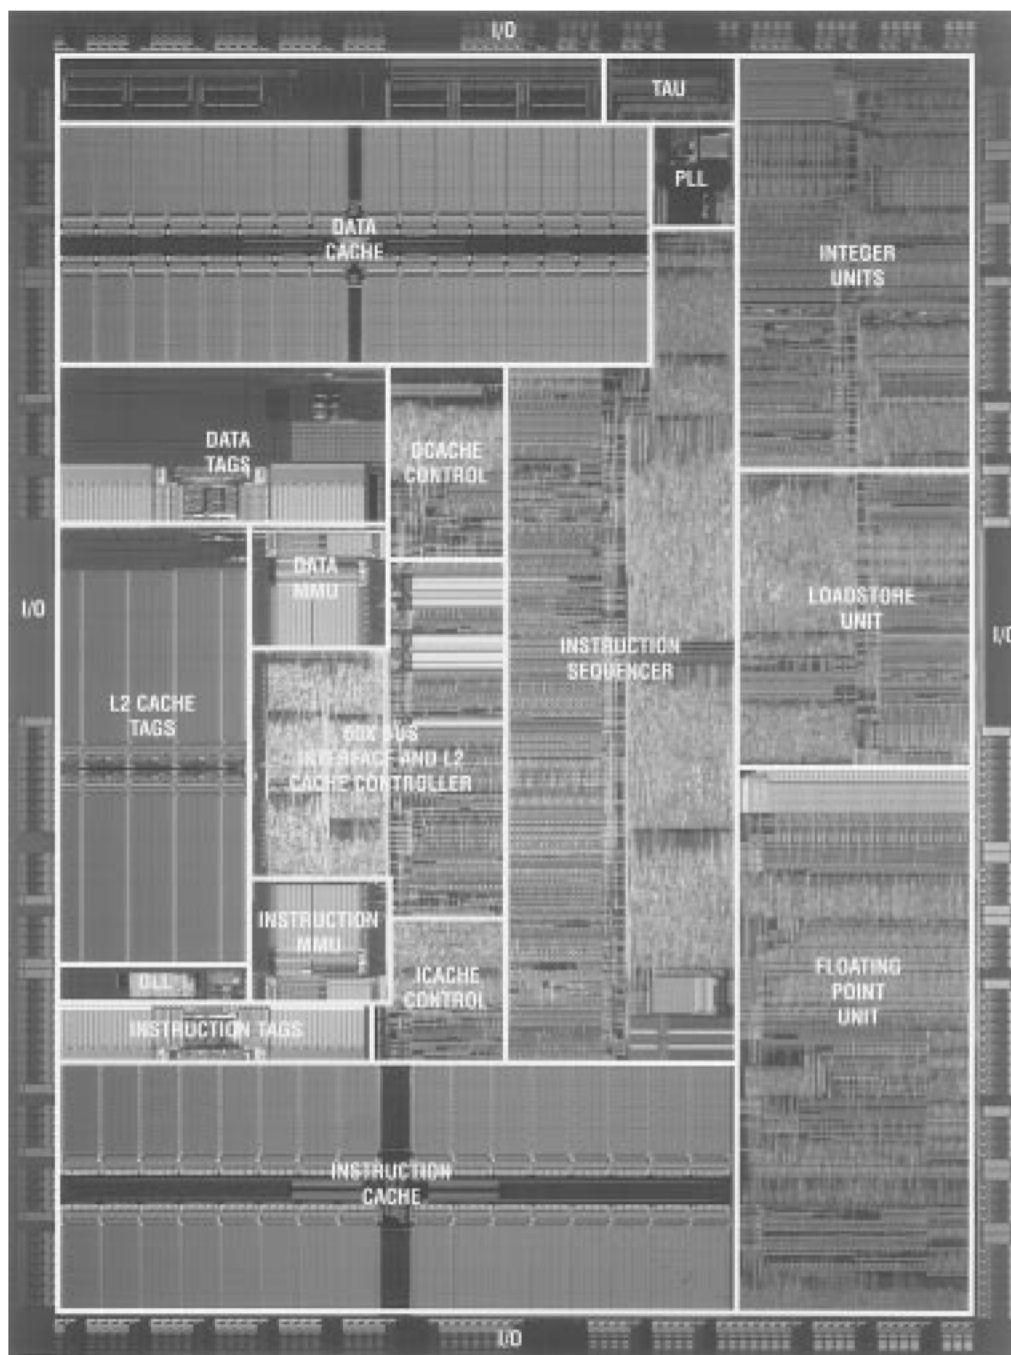 I/O
TAU
PLL
DATA
CACHE
INTEGER
UNITS
DATA
TAGS
DCACHE
CONTROL
DATA
MMU
I/O
LOADSTORE
UNIT
I/O
INSTRUCTION
SEQUENCER
L2 CACHE
TAGS
60X BUS
INTERFACE AND L2
CACHE CONTROLLER
INSTRUCTION
MMU
FLOATING
POINT
UNIT
ICACHE
CONTROL
DLL
INSTRUCTION TAGS
INSTRUCTION
CACHE
I/O